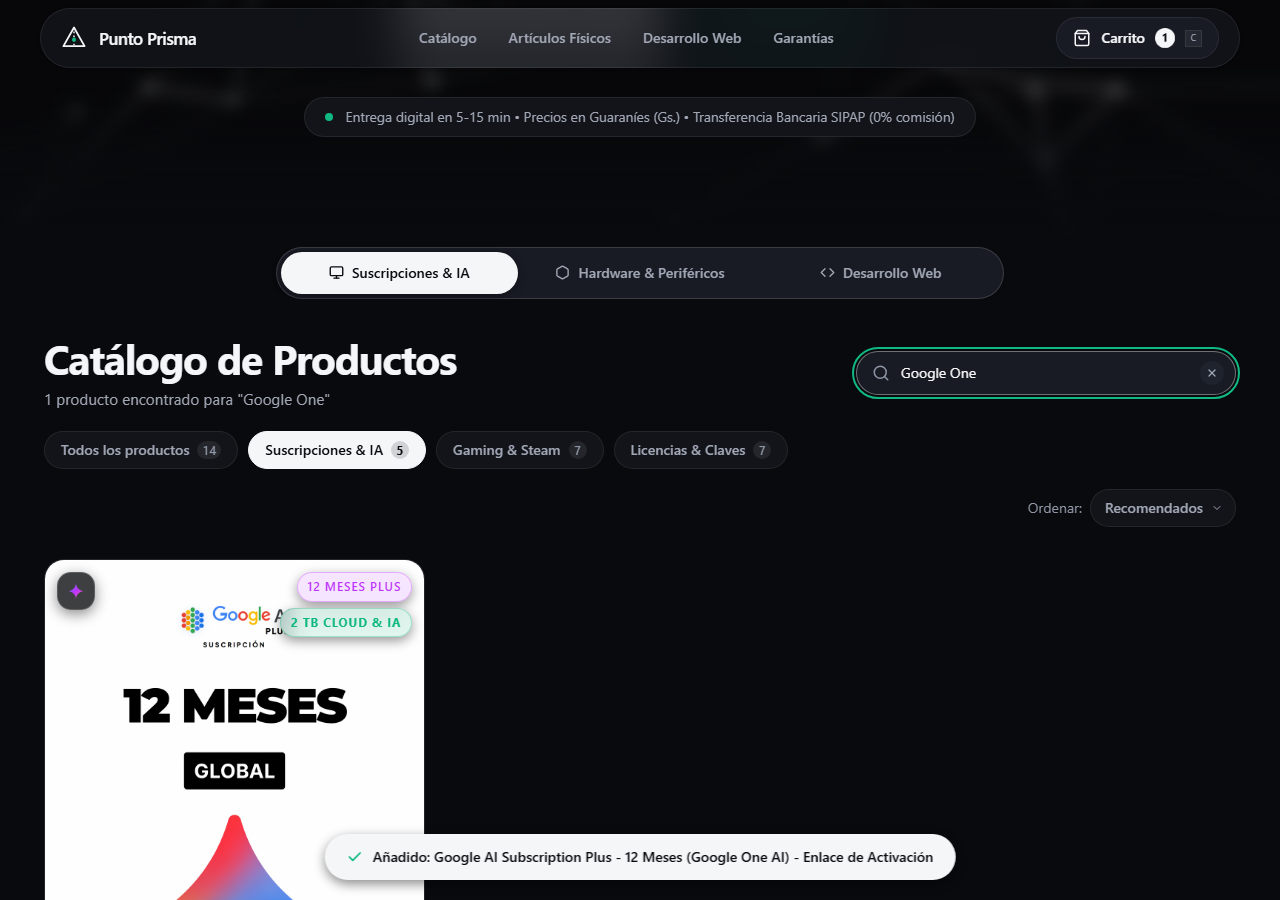 Punto Prisma
Catálogo
Artículos Físicos
Desarrollo Web
Garantías
Carrito 1 C
Entrega digital en 5-15 min • Precios en Guaraníes (Gs.) • Transferencia Bancaria SIPAP (0% comisión)
Suscripciones & IA
Hardware & Periféricos
Desarrollo Web
Catálogo de Productos
1 producto encontrado para "Google One"
Google One
Todos los productos 14
Suscripciones & IA 5
Gaming & Steam 7
Licencias & Claves 7
Ordenar: Recomendados
12 MESES PLUS
2 TB CLOUD & IA
Google
SUSCRIPCIÓN
12 MESES
GLOBAL
Añadido: Google AI Subscription Plus - 12 Meses (Google One AI) - Enlace de Activación